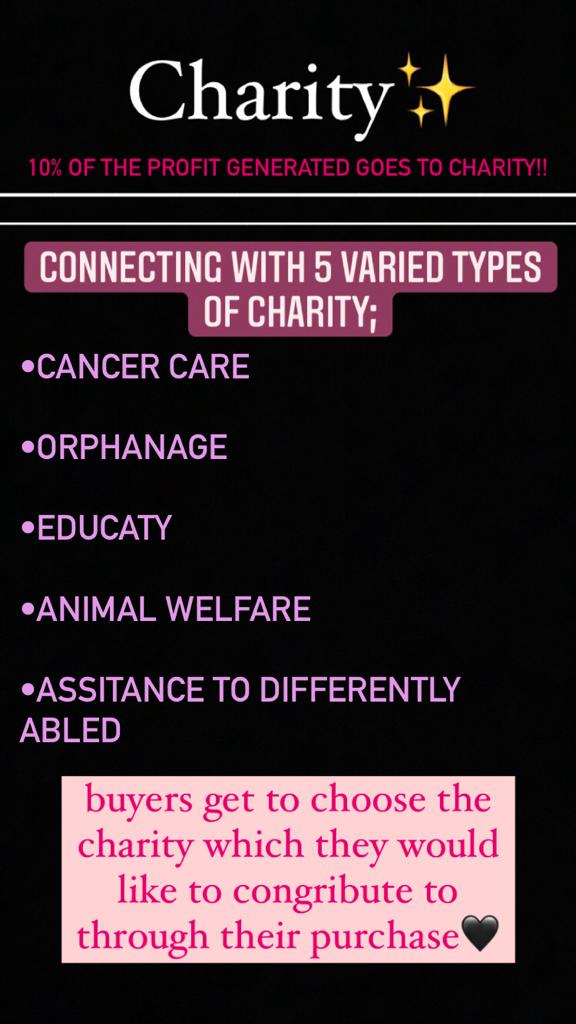 Charity✨
10% OF THE PROFIT GENERATED GOES TO CHARITY!!
CONNECTING WITH 5 VARIED TYPES
OF CHARITY;
•CANCER CARE
•ORPHANAGE
•EDUCATY
•ANIMAL WELFARE
•ASSITANCE TO DIFFERENTLY
ABLED
buyers get to choose the
charity which they would
like to congribute to
through their purchase🖤